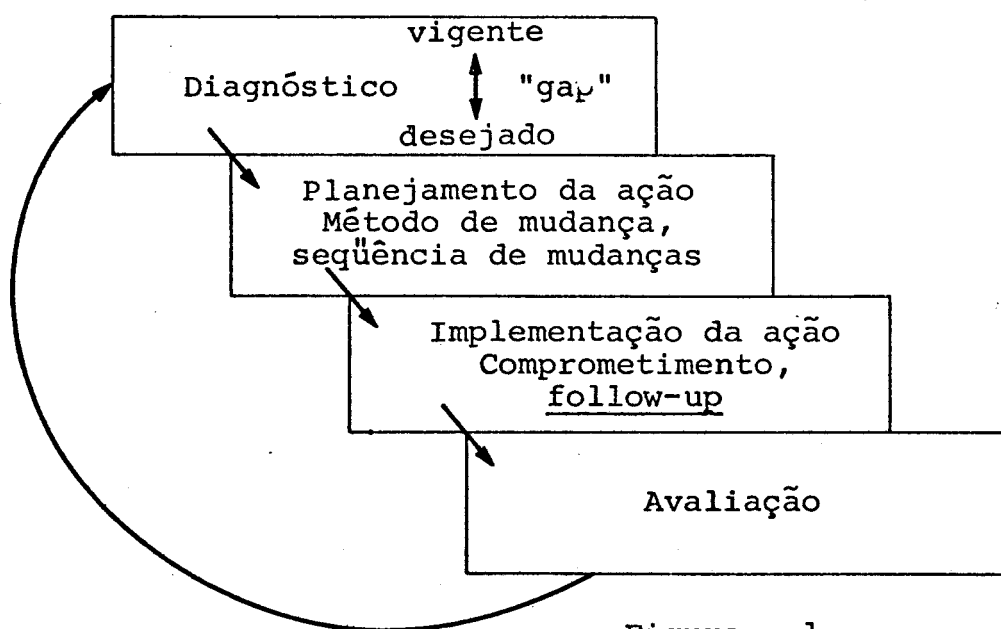 vigente
Diagnóstico "gap"
desejado
Planejamento da ação
Método de mudança,
seqüência de mudanças
Implementação da ação
Comprometimento,
follow-up
Avaliação